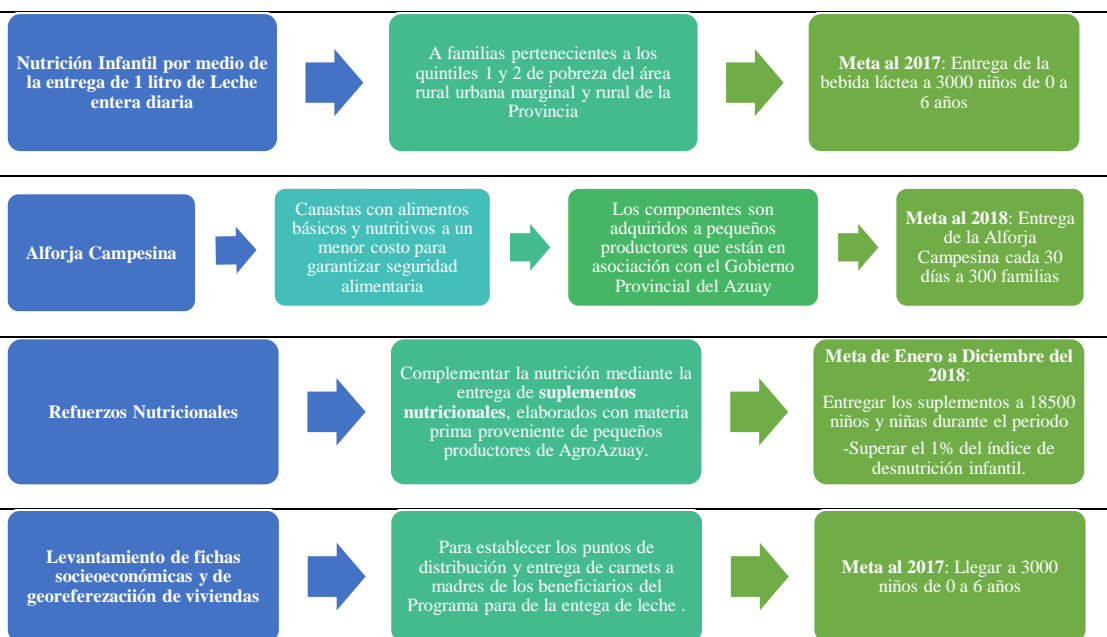 Nutrición Infantil por medio de
la entrega de 1 litro de Leche
entera diaria
A familias pertenecientes a los
quintiles 1 y 2 de pobreza del área
rural urbana marginal y rural de la
Provincia
Meta al 2017: Entrega de la
bebida láctea a 3000 niños de 0 a
6 años
Alforja Campesina
Canastas con alimentos
básicos y nutritivos a un
menor costo para
garantizar seguridad
alimentaria
Los componentes son
adquiridos a pequeños
productores que están en
asociación con el Gobierno
Provincial del Azuay
Meta al 2018: Entrega
de la Alforja
Campesina cada 30
días a 300 familias
Refuerzos Nutricionales
Complementar la nutrición mediante la
entrega de suplementos
nutricionales, elaborados con materia
prima proveniente de pequeños
productores de AgroAzuay.
Meta de Enero a Diciembre del
2018:
Entregar los suplementos a 18500
niños y niñas durante el periodo
-Superar el 1% del índice de
desnutrición infantil.
Levantamiento de fichas
socieoeconómicas y de
georeferezaciión de viviendas
Para establecer los puntos de
distribución y entrega de carnets a
madres de los beneficiarios del
Programa para de la entega de leche .
Meta al 2017: Llegar a 3000
niños de 0 a 6 años